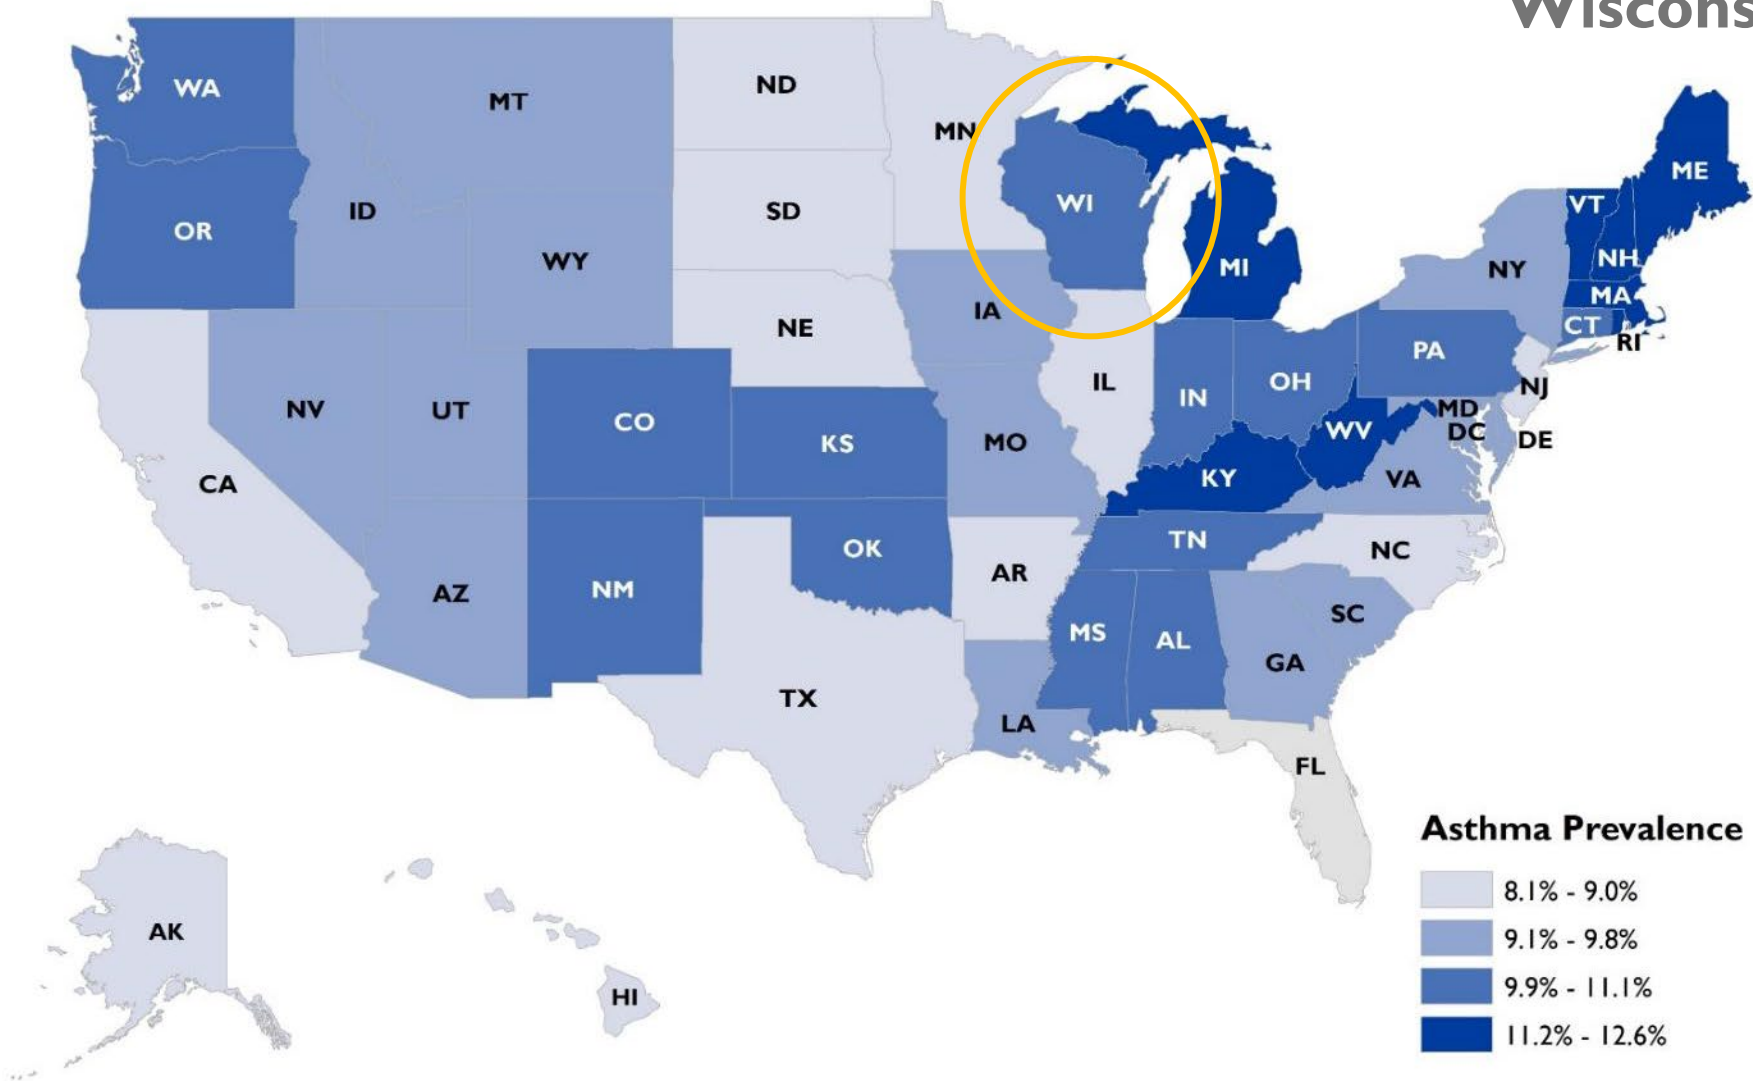 Wiscons
WA
MT
ND
MN
OR
ID
WY
SD
WI
MI
ME
VT
NH
NY
MA
CT
RI
NE
IA
PA
NJ
NV
UT
CO
KS
MO
IL
IN
OH
WV
MD
DC
DE
CA
KY
VA
AZ
NM
OK
AR
TN
NC
TX
LA
MS
AL
GA
SC
FL
AK
HI
Asthma Prevalence
8.1% - 9.0%
9.1% - 9.8%
9.9% - 11.1%
11.2% - 12.6%